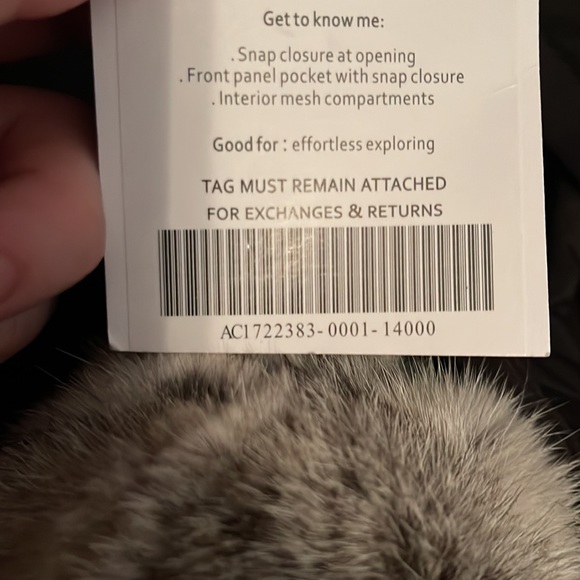 Get to know me:
. Snap closure at opening
. Front panel pocket with snap closure
. Interior mesh compartments
Good for : effortless exploring
TAG MUST REMAIN ATTACHED
FOR EXCHANGES & RETURNS
AC1722383-0001-14000